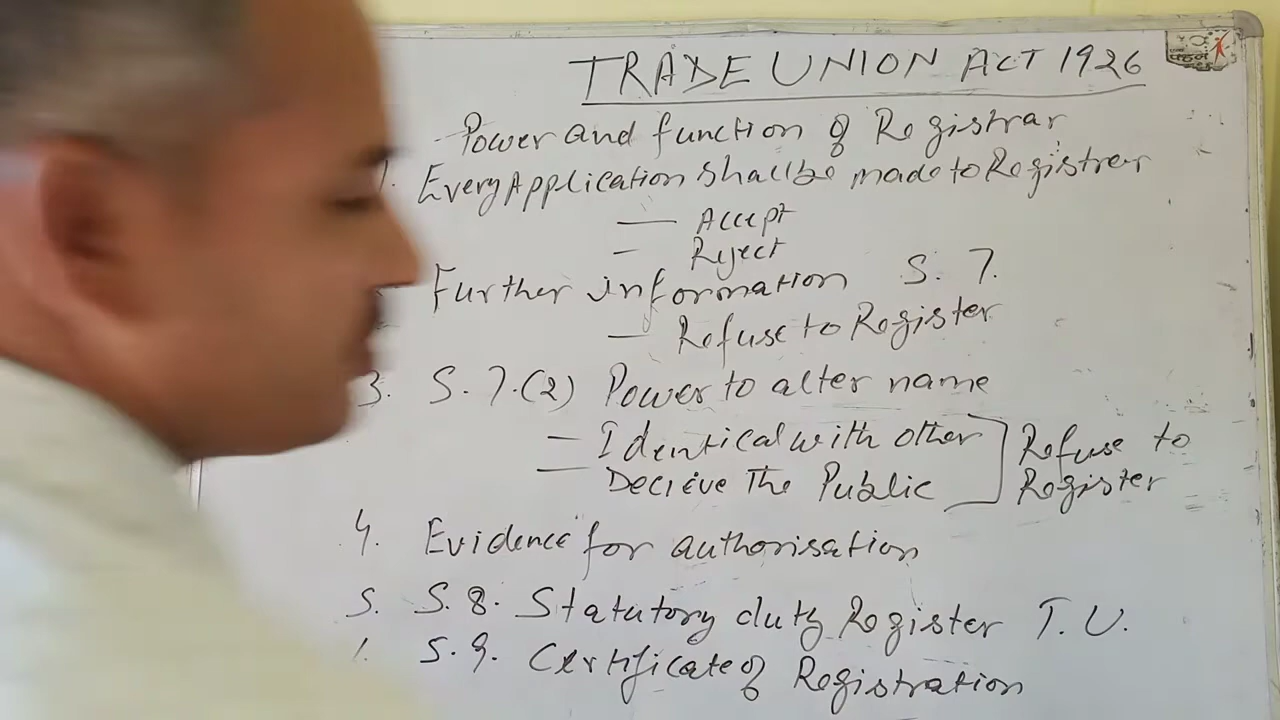 TRADE UNION ACT 1926
Power and function of Registrar
1. Every Application shall be made to Registrer
— Accept
— Reject
Further information S. 7.
— Refuse to Register
3. S. 7.(2) Power to alter name
— Identical with other
— Decieve The Public
Refuse to
Register
4. Evidence for authorisation
5. S.8. Statutory duty Register T.U.
S.9. Certificate of Registration